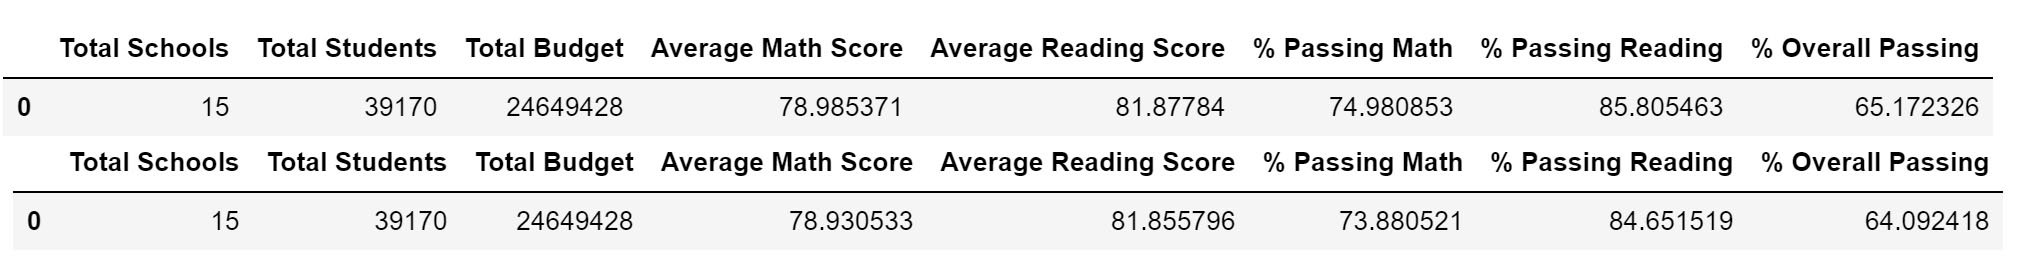 Total Schools Total Students Total Budget Average Math Score Average Reading Score % Passing Math % Passing Reading % Overall Passing
0 15 39170 24649428 78.985371 81.87784 74.980853 85.805463 65.172326
Total Schools Total Students Total Budget Average Math Score Average Reading Score % Passing Math % Passing Reading % Overall Passing
0 15 39170 24649428 78.930533 81.855796 73.880521 84.651519 64.092418